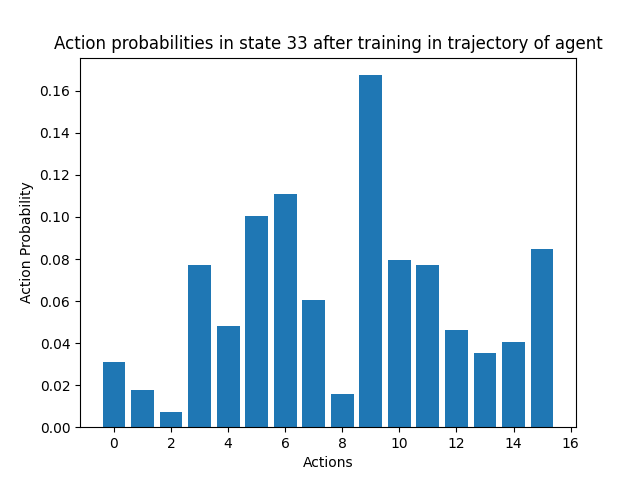 Action probabilities in state 33 after training in trajectory of agent
0.16
0.14
0.12
0.10
0.08
0.06
0.04
0.02
0.00
Action Probability
0 2 4 6 8 10 12 14 16
Actions